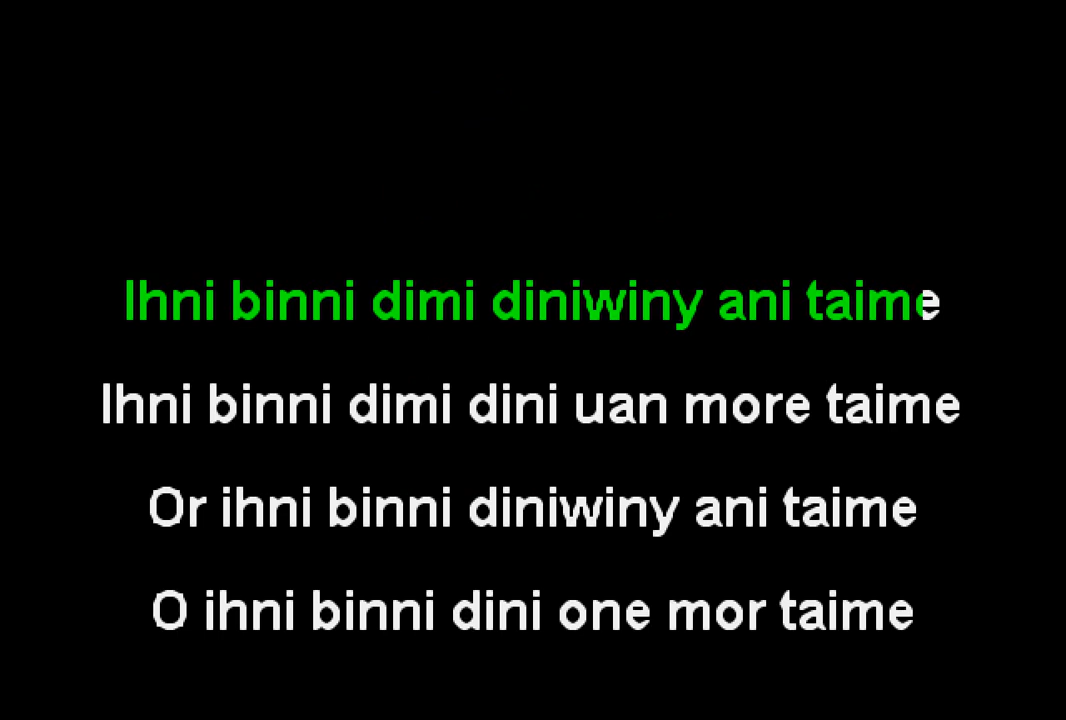 Ihni binni dimi diniwiny ani taime
Ihni binni dimi dini uan more taime
Or ihni binni diniwiny ani taime
O ihni binni dini one mor taime